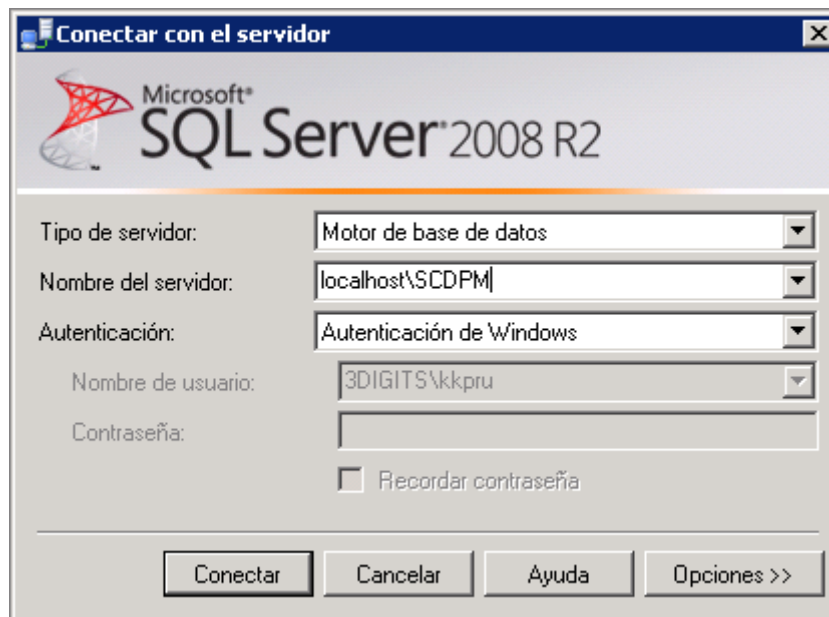 Conectar con el servidor
Microsoft®
SQL Server® 2008 R2
Tipo de servidor: Motor de base de datos
Nombre del servidor: localhost\SCDPM
Autenticación: Autenticación de Windows
Nombre de usuario: 3DIGITS\kkpru
Contraseña:
Recordar contraseña
Conectar Cancelar Ayuda Opciones >>